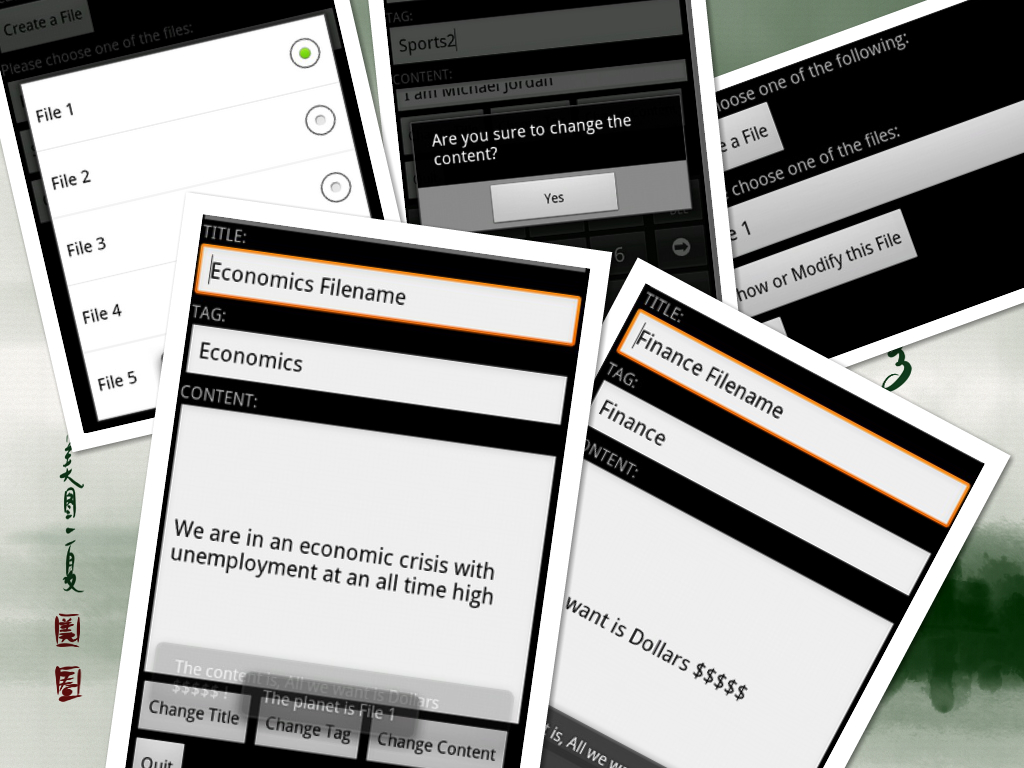 Create a File
Please choose one of the files:
File 1
File 2
File 3
File 4
File 5
TAG:
Sports2
CONTENT:
I am Michael Jordan
Are you sure to change the
content?
Yes
6
hoose one of the following:
e a File
choose one of the files:
e 1
how or Modify this File
TITLE:
Economics Filename
TAG:
Economics
CONTENT:
We are in an economic crisis with
unemployment at an all time high
The content is, All we want is Dollars
$$$$$
The planet is File 1
Change Title
Change Tag
Change Content
Quit
TITLE:
Finance Filename
TAG:
Finance
ONTENT:
want is Dollars $$$$$
t is, All we w
3